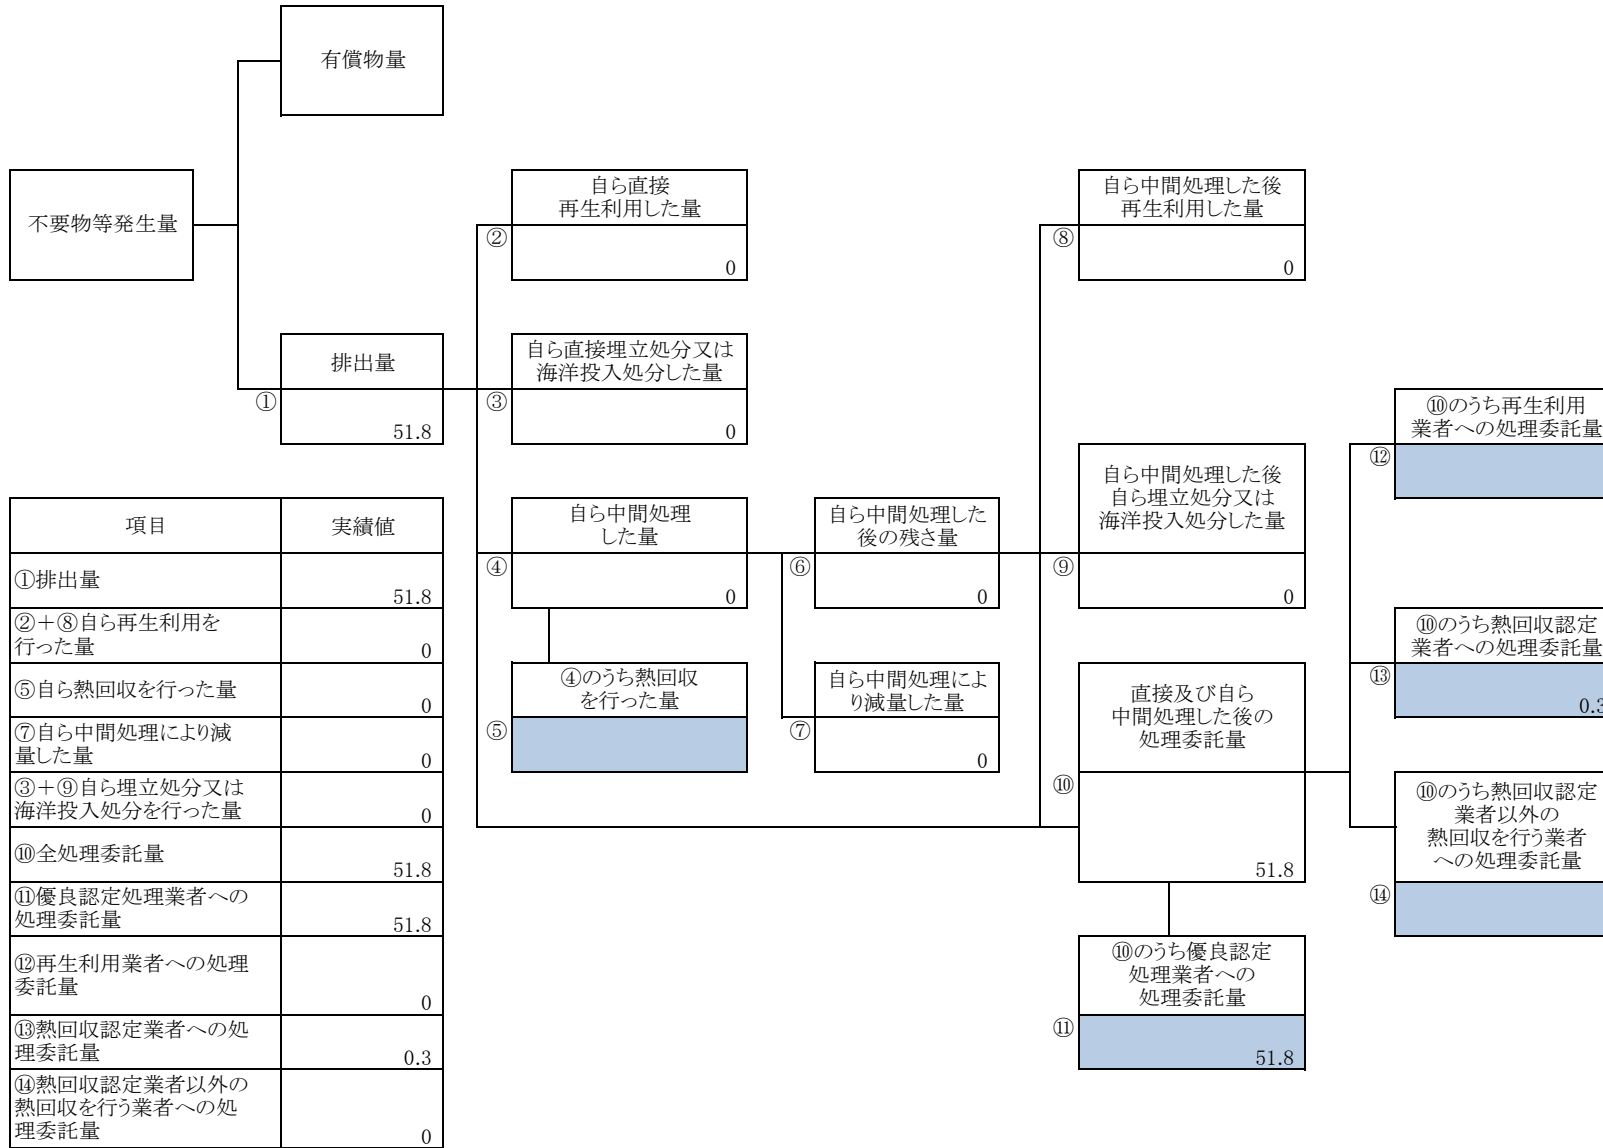 有償物量
不要物等発生量
自ら直接
再生利用した量
②
0
自ら中間処理した後
再生利用した量
⑧
0
排出量
①
51.8
自ら直接埋立処分又は
海洋投入処分した量
③
0
⑩のうち再生利用
業者への処理委託量
⑫
自ら中間処理
した量
④
0
自ら中間処理した
後の残さ量
⑥
0
自ら中間処理した後
自ら埋立処分又は
海洋投入処分した量
⑨
0
⑩のうち熱回収認定
業者への処理委託量
⑬
0.3
④のうち熱回収
を行った量
⑤
自ら中間処理によ
り減量した量
⑦
0
直接及び自ら
中間処理した後の
処理委託量
⑩
51.8
⑩のうち熱回収認定
業者以外の
熱回収を行う業者
への処理委託量
⑭
⑩のうち優良認定
処理業者への
処理委託量
⑪
51.8
項目 実績値
①排出量
51.8
②＋⑧自ら再生利用を
行った量
0
⑤自ら熱回収を行った量
0
⑦自ら中間処理により減
量した量
0
③＋⑨自ら埋立処分又は
海洋投入処分を行った量
0
⑩全処理委託量
51.8
⑪優良認定処理業者への
処理委託量
51.8
⑫再生利用業者への処理
委託量
0
⑬熱回収認定業者への処
理委託量
0.3
⑭熱回収認定業者以外の
熱回収を行う業者への処
理委託量
0